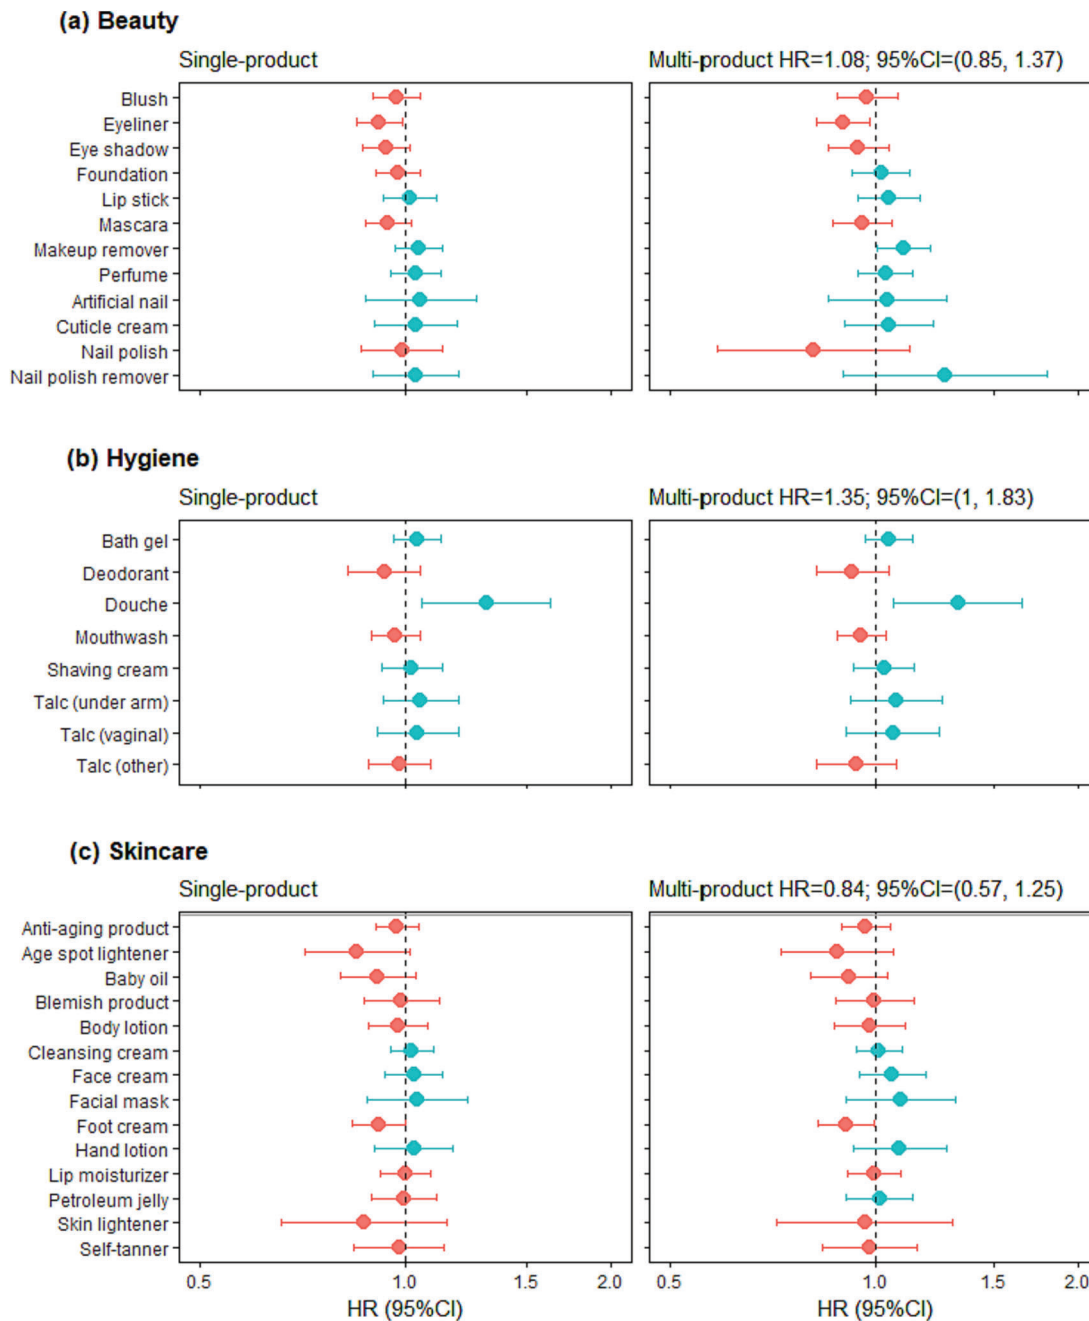 (a) Beauty
Single-product
Multi-product HR=1.08; 95%CI=(0.85, 1.37)
Blush
Eyeliner
Eye shadow
Foundation
Lip stick
Mascara
Makeup remover
Perfume
Artificial nail
Cuticle cream
Nail polish
Nail polish remover
(b) Hygiene
Single-product
Multi-product HR=1.35; 95%CI=(1, 1.83)
Bath gel
Deodorant
Douche
Mouthwash
Shaving cream
Talc (under arm)
Talc (vaginal)
Talc (other)
(c) Skincare
Single-product
Multi-product HR=0.84; 95%CI=(0.57, 1.25)
Anti-aging product
Age spot lightener
Baby oil
Blemish product
Body lotion
Cleansing cream
Face cream
Facial mask
Foot cream
Hand lotion
Lip moisturizer
Petroleum jelly
Skin lightener
Self-tanner
0.5 1.0 1.5 2.0
0.5 1.0 1.5 2.0
HR (95%CI)
HR (95%CI)